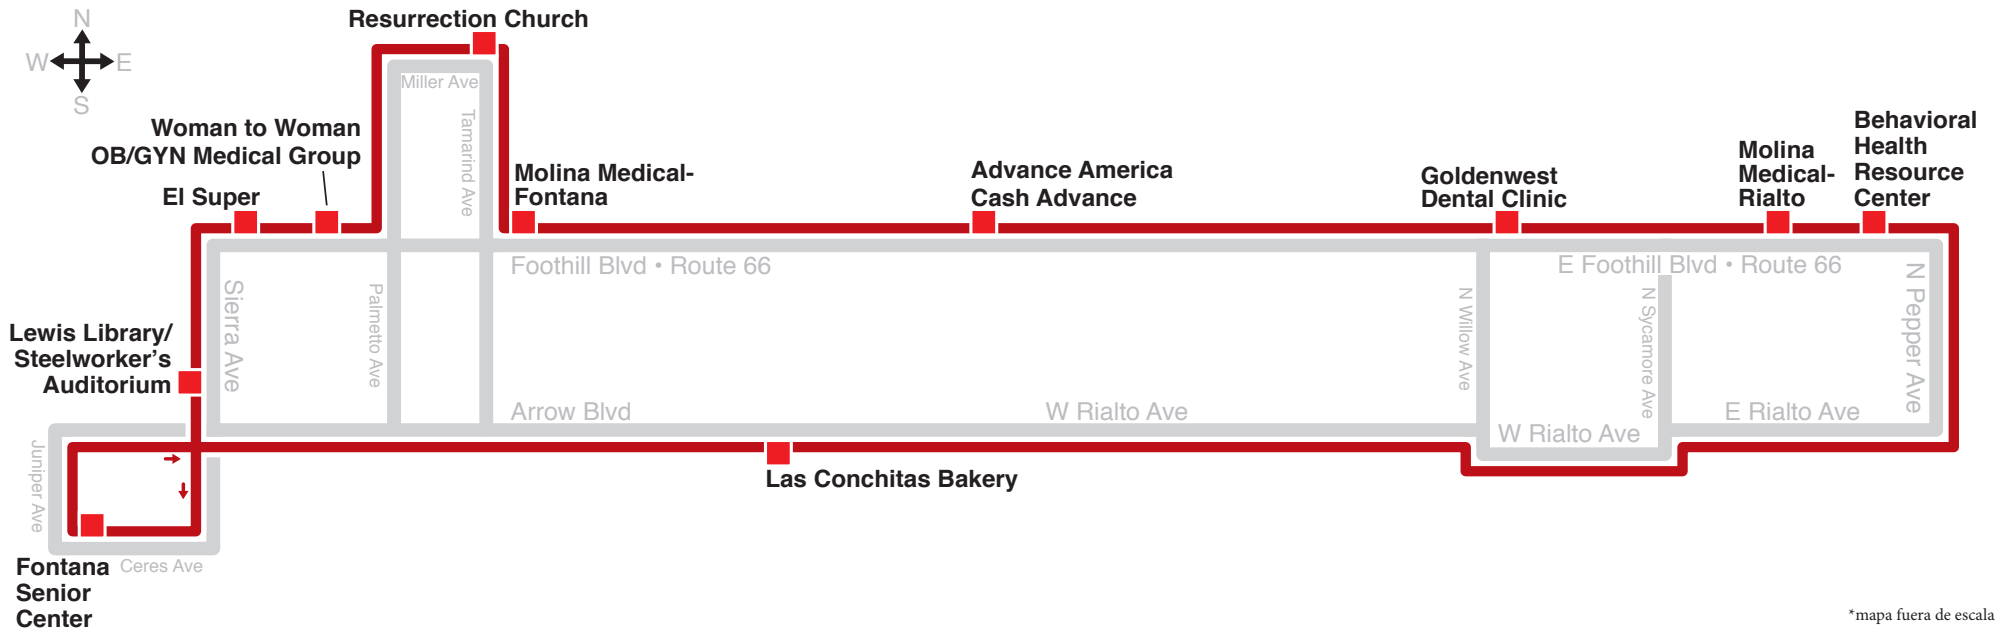 N
W
E
S
Resurrection Church
Miller Ave
Tamarind Ave
Woman to Woman
OB/GYN Medical Group
El Super
Molina Medical-
Fontana
Advance America
Cash Advance
Goldenwest
Dental Clinic
Molina
Medical-
Rialto
Behavioral
Health
Resource
Center
Foothill Blvd • Route 66
E Foothill Blvd • Route 66
Sierra Ave
Palmetto Ave
N Willow Ave
N Sycamore Ave
N Pepper Ave
Lewis Library/
Steelworker’s
Auditorium
Arrow Blvd
W Rialto Ave
W Rialto Ave
E Rialto Ave
Juniper Ave
Las Conchitas Bakery
Ceres Ave
Fontana
Senior
Center
*mapa fuera de escala